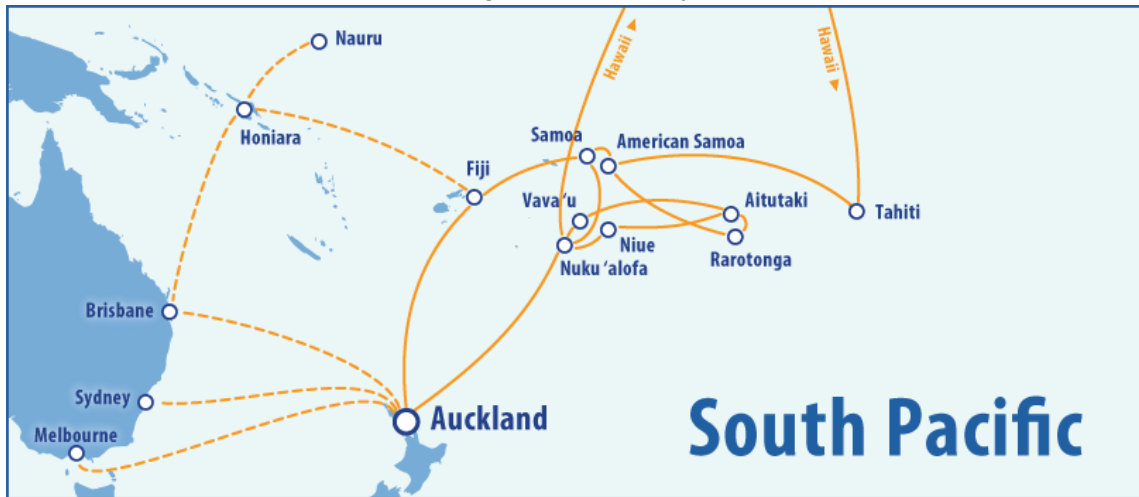 Nauru
Hawaii ▲
Hawaii ▼
Honiara
Samoa
American Samoa
Fiji
Vava‘u
Aitutaki
Tahiti
Niue
Rarotonga
Nuku ‘alofa
Brisbane
Sydney
Auckland
South Pacific
Melbourne